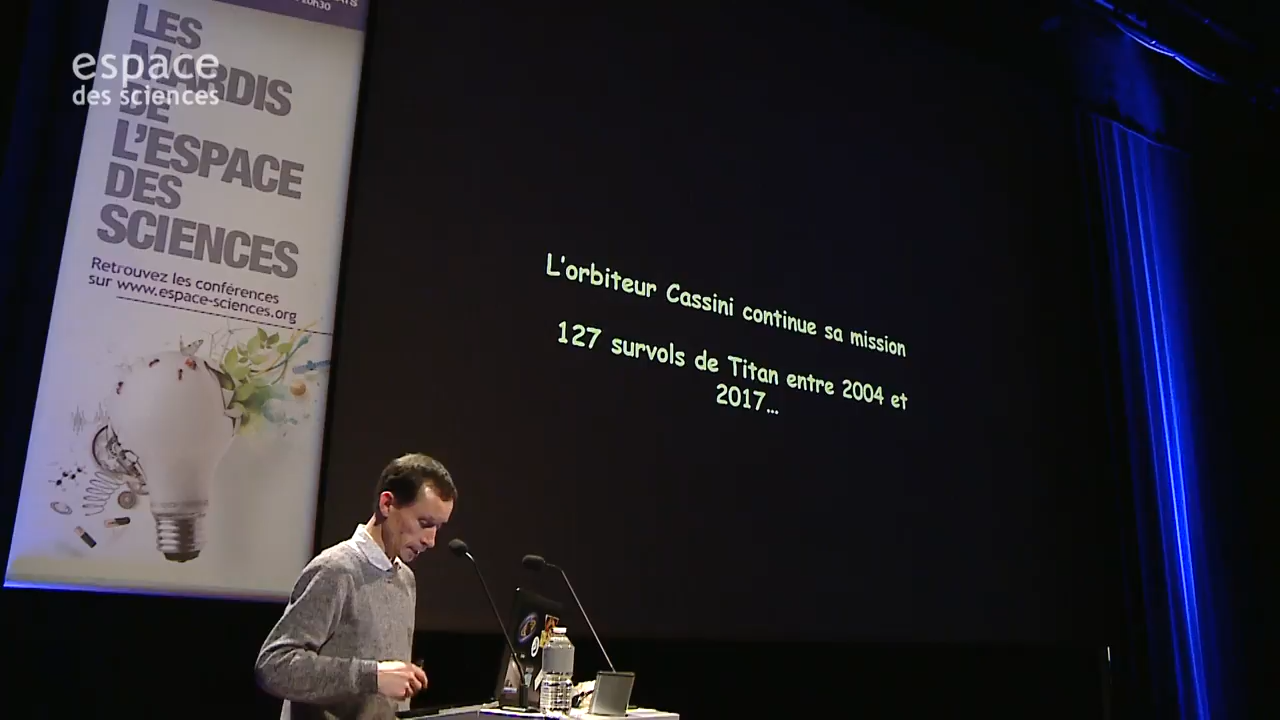 20h30
LES
MARDIS
DE
L'ESPACE
DES
SCIENCES
Retrouvez les conférences
sur www.espace-sciences.org
espace
des sciences
L'orbiteur Cassini continue sa mission
127 survols de Titan entre 2004 et
2017...